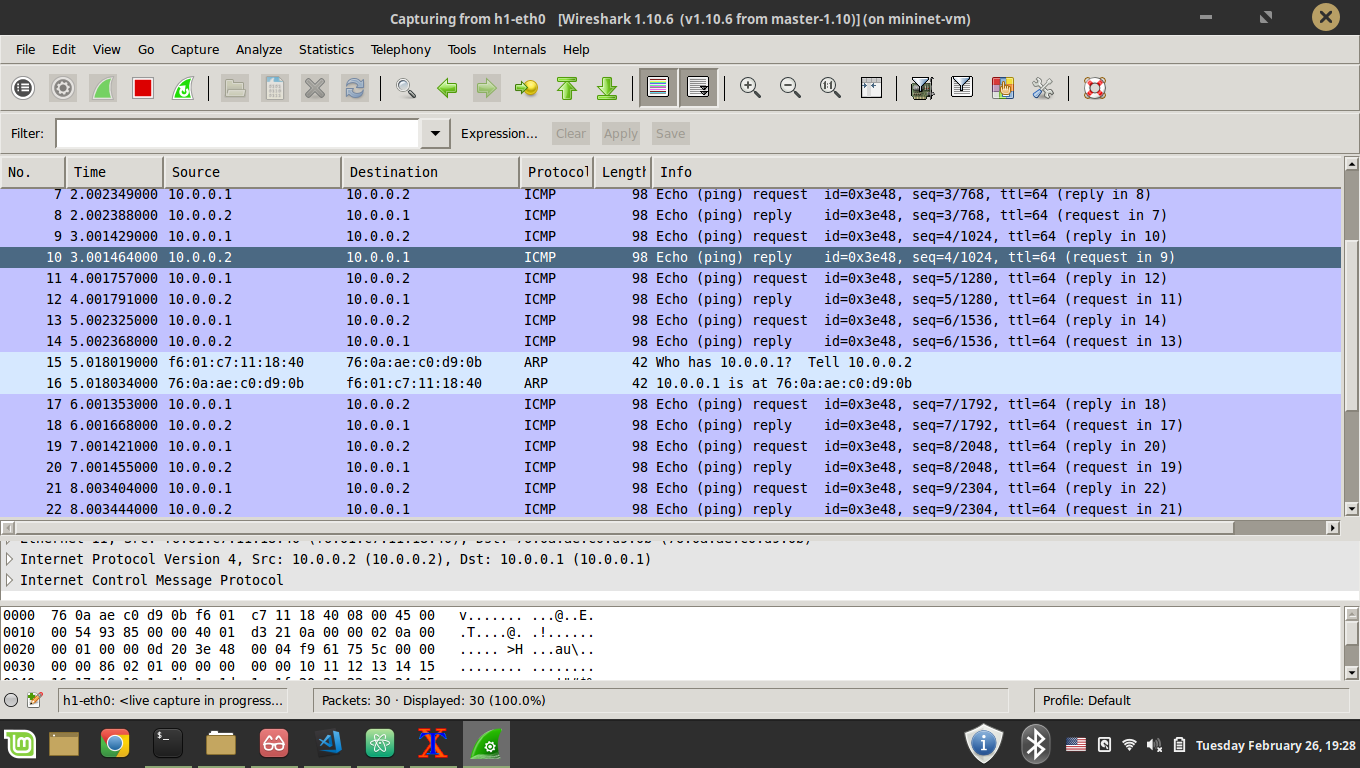 Capturing from h1-eth0   [Wireshark 1.10.6  (v1.10.6 from master-1.10)] (on mininet-vm)
File Edit View Go Capture Analyze Statistics Telephony Tools Internals Help
Filter: Expression... Clear Apply Save
No. Time Source Destination Protocol Length Info
7 2.002349000 10.0.0.1 10.0.0.2 ICMP 98 Echo (ping) request id=0x3e48, seq=3/768, ttl=64 (reply in 8)
8 2.002388000 10.0.0.2 10.0.0.1 ICMP 98 Echo (ping) reply id=0x3e48, seq=3/768, ttl=64 (request in 7)
9 3.001429000 10.0.0.1 10.0.0.2 ICMP 98 Echo (ping) request id=0x3e48, seq=4/1024, ttl=64 (reply in 10)
10 3.001464000 10.0.0.2 10.0.0.1 ICMP 98 Echo (ping) reply id=0x3e48, seq=4/1024, ttl=64 (request in 9)
11 4.001757000 10.0.0.1 10.0.0.2 ICMP 98 Echo (ping) request id=0x3e48, seq=5/1280, ttl=64 (reply in 12)
12 4.001791000 10.0.0.2 10.0.0.1 ICMP 98 Echo (ping) reply id=0x3e48, seq=5/1280, ttl=64 (request in 11)
13 5.002325000 10.0.0.1 10.0.0.2 ICMP 98 Echo (ping) request id=0x3e48, seq=6/1536, ttl=64 (reply in 14)
14 5.002368000 10.0.0.2 10.0.0.1 ICMP 98 Echo (ping) reply id=0x3e48, seq=6/1536, ttl=64 (request in 13)
15 5.018019000 f6:01:c7:11:18:40 76:0a:ae:c0:d9:0b ARP 42 Who has 10.0.0.1? Tell 10.0.0.2
16 5.018034000 76:0a:ae:c0:d9:0b f6:01:c7:11:18:40 ARP 42 10.0.0.1 is at 76:0a:ae:c0:d9:0b
17 6.001353000 10.0.0.1 10.0.0.2 ICMP 98 Echo (ping) request id=0x3e48, seq=7/1792, ttl=64 (reply in 18)
18 6.001668000 10.0.0.2 10.0.0.1 ICMP 98 Echo (ping) reply id=0x3e48, seq=7/1792, ttl=64 (request in 17)
19 7.001421000 10.0.0.1 10.0.0.2 ICMP 98 Echo (ping) request id=0x3e48, seq=8/2048, ttl=64 (reply in 20)
20 7.001455000 10.0.0.2 10.0.0.1 ICMP 98 Echo (ping) reply id=0x3e48, seq=8/2048, ttl=64 (request in 19)
21 8.003404000 10.0.0.1 10.0.0.2 ICMP 98 Echo (ping) request id=0x3e48, seq=9/2304, ttl=64 (reply in 22)
22 8.003444000 10.0.0.2 10.0.0.1 ICMP 98 Echo (ping) reply id=0x3e48, seq=9/2304, ttl=64 (request in 21)
Ethernet II, Src: f6:01:c7:11:18:40 (f6:01:c7:11:18:40), Dst: 76:0a:ae:c0:d9:0b (76:0a:ae:c0:d9:0b)
Internet Protocol Version 4, Src: 10.0.0.2 (10.0.0.2), Dst: 10.0.0.1 (10.0.0.1)
Internet Control Message Protocol
0000 76 0a ae c0 d9 0b f6 01 c7 11 18 40 08 00 45 00 v....... ...@..E.
0010 00 54 93 85 00 00 40 01 d3 21 0a 00 00 02 0a 00 .T....@. .!......
0020 00 01 00 00 0d 20 3e 48 00 04 f9 61 75 5c 00 00 ..... >H ...au\..
0030 00 00 86 02 01 00 00 00 00 00 10 11 12 13 14 15 ........ ........
h1-eth0: <live capture in progress... Packets: 30 · Displayed: 30 (100.0%) Profile: Default
Tuesday February 26, 19:28